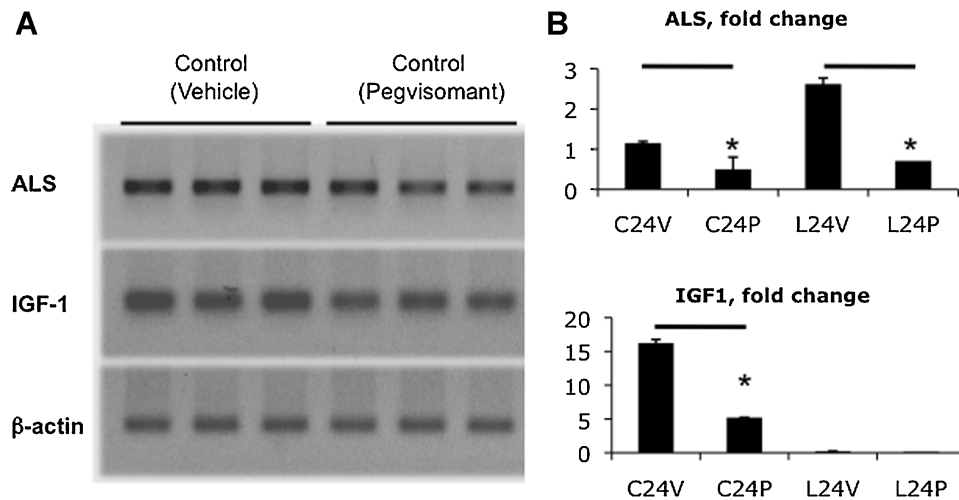 A
Control
(Vehicle)
Control
(Pegvisomant)
ALS
IGF-1
β-actin
B
ALS, fold change
3
2
1
0
*
*
C24V C24P L24V L24P
IGF1, fold change
20
15
10
5
0
*
C24V C24P L24V L24P